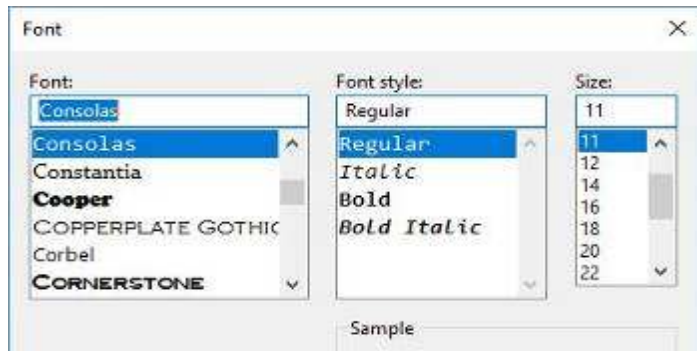 Font
Font:
Consolas
Consolas
Constantia
Cooper
COPPERPLATE GOTHIC
Corbel
CORNERSTONE
Font style:
Regular
Regular
Italic
Bold
Bold Italic
Size:
11
11
12
14
16
18
20
22
Sample